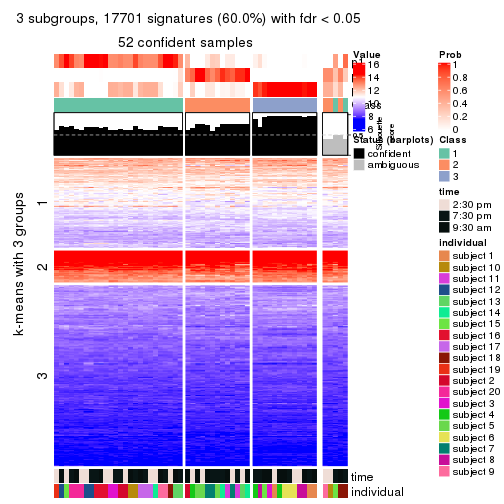 3 subgroups, 17701 signatures (60.0%) with fdr < 0.05
52 confident samples
k-means with 3 groups
1
2
3
time
individual
Value
16
14
12
10
8
6
Silhouette
score
Status (barplots)
confident
ambiguous
Prob
1
0.8
0.6
0.4
0.2
0
Class
1
2
3
time
2:30 pm
7:30 pm
9:30 am
individual
subject 1
subject 10
subject 11
subject 12
subject 13
subject 14
subject 15
subject 16
subject 17
subject 18
subject 19
subject 2
subject 20
subject 3
subject 4
subject 5
subject 6
subject 7
subject 8
subject 9